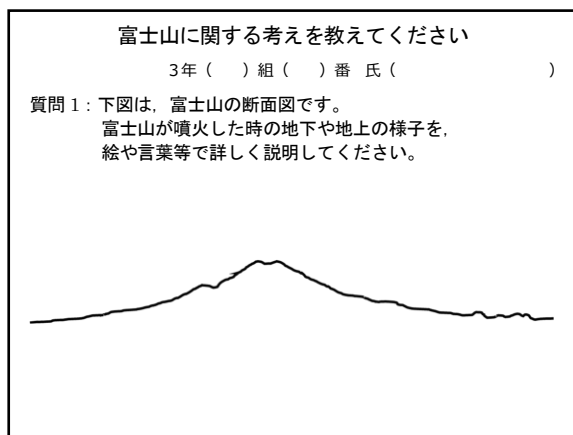 富士山に関する考えを教えてください
3年（　　）組（　　）番　氏（　　　　　　　　　　）
質問1：下図は，富士山の断面図です。
富士山が噴火した時の地下や地上の様子を，
絵や言葉等で詳しく説明してください。